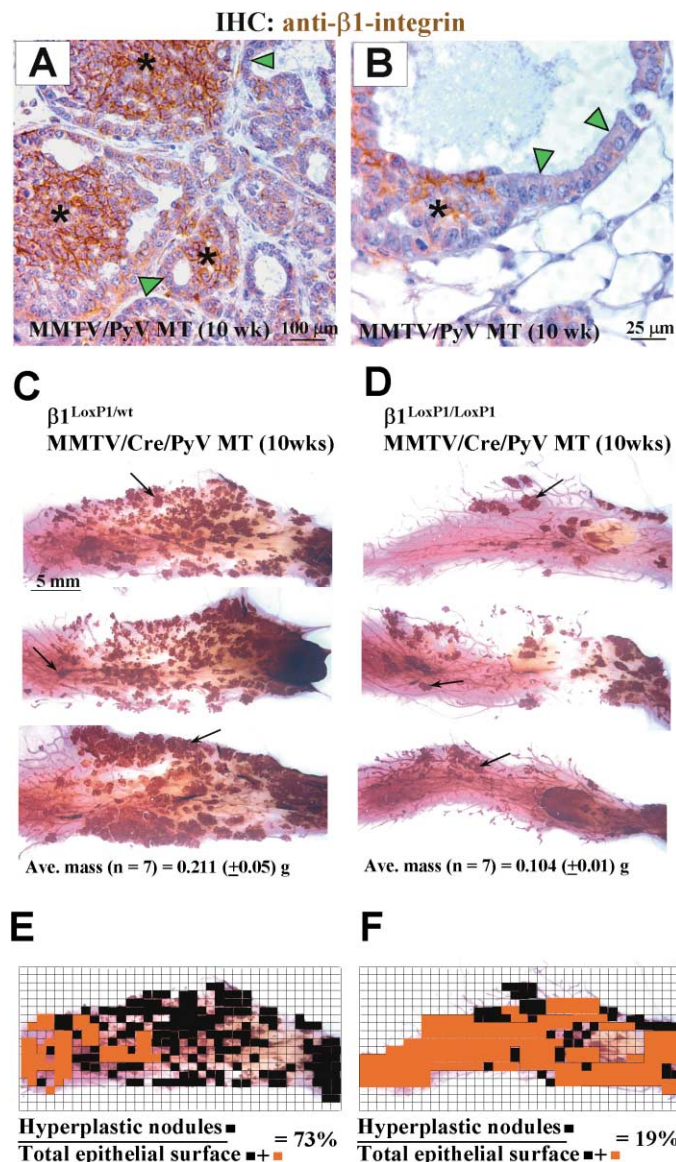 IHC: anti-β1-integrin
A
*
*
*
MMTV/PyV MT (10 wk) 100 μm
B
*
MMTV/PyV MT (10 wk) 25 μm
C
β1LoxP1/wt
MMTV/Cre/PyV MT (10wks)
5 mm
Ave. mass (n = 7) = 0.211 (±0.05) g
D
β1LoxP1/LoxP1
MMTV/Cre/PyV MT (10wks)
Ave. mass (n = 7) = 0.104 (±0.01) g
E
Hyperplastic nodules ■
Total epithelial surface ■+■
= 73%
F
Hyperplastic nodules ■
Total epithelial surface ■+■
= 19%